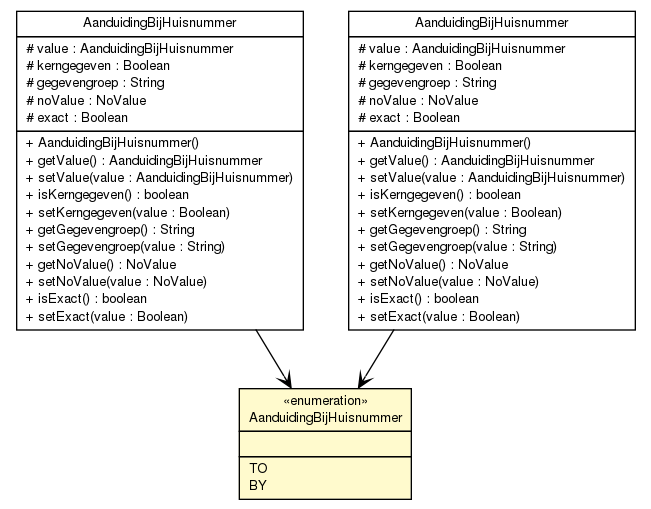 AanduidingBijHuisnummer
# value : AanduidingBijHuisnummer
# kerngegeven : Boolean
# gegevengroep : String
# noValue : NoValue
# exact : Boolean
+ AanduidingBijHuisnummer()
+ getValue() : AanduidingBijHuisnummer
+ setValue(value : AanduidingBijHuisnummer)
+ isKerngegeven() : boolean
+ setKerngegeven(value : Boolean)
+ getGegevengroep() : String
+ setGegevengroep(value : String)
+ getNoValue() : NoValue
+ setNoValue(value : NoValue)
+ isExact() : boolean
+ setExact(value : Boolean)
AanduidingBijHuisnummer
# value : AanduidingBijHuisnummer
# kerngegeven : Boolean
# gegevengroep : String
# noValue : NoValue
# exact : Boolean
+ AanduidingBijHuisnummer()
+ getValue() : AanduidingBijHuisnummer
+ setValue(value : AanduidingBijHuisnummer)
+ isKerngegeven() : boolean
+ setKerngegeven(value : Boolean)
+ getGegevengroep() : String
+ setGegevengroep(value : String)
+ getNoValue() : NoValue
+ setNoValue(value : NoValue)
+ isExact() : boolean
+ setExact(value : Boolean)
«enumeration»
AanduidingBijHuisnummer
TO
BY